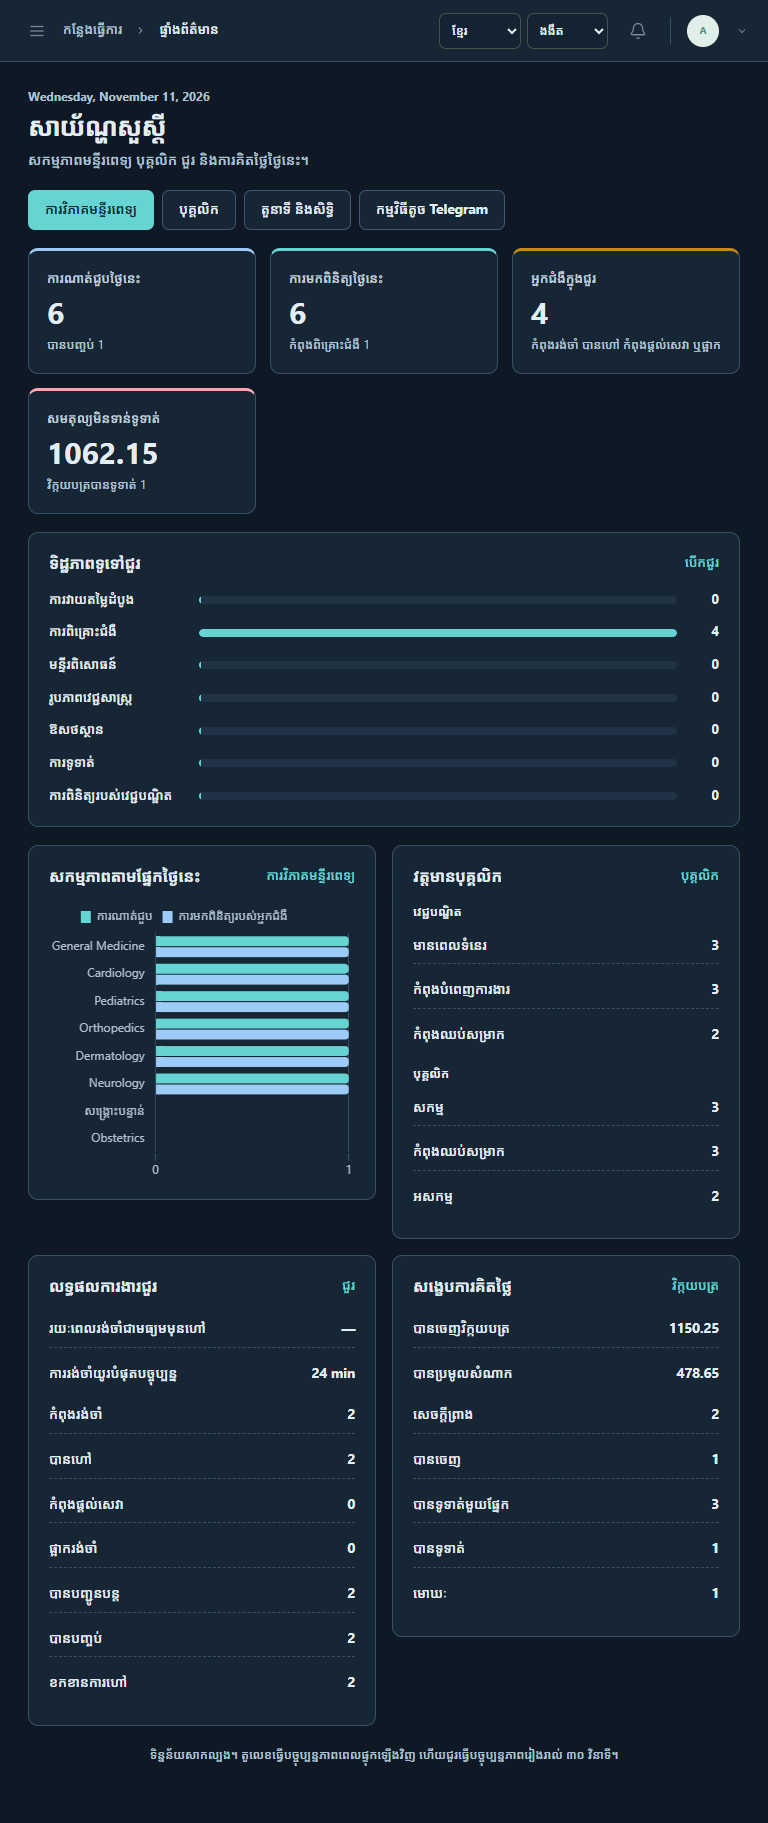 កន្លែងធ្វើការ › ផ្ទាំងព័ត៌មាន
ខ្មែរ
ងងឹត
A
Wednesday, November 11, 2026
សាយ័ណ្ហសួស្តី
សកម្មភាពមន្ទីរពេទ្យ បុគ្គលិក ជួរ និងការគិតថ្លៃថ្ងៃនេះ។
ការវិភាគមន្ទីរពេទ្យ
បុគ្គលិក
តួនាទី និងសិទ្ធិ
កម្មវិធីតូច Telegram
ការណាត់ជួបថ្ងៃនេះ
6
បានបញ្ចប់ 1
ការមកពិនិត្យថ្ងៃនេះ
6
កំពុងពិគ្រោះជំងឺ 1
អ្នកជំងឺក្នុងជួរ
4
កំពុងរង់ចាំ បានហៅ កំពុងផ្តល់សេវា ឬផ្អាក
សមតុល្យមិនទាន់ទូទាត់
1062.15
វិក្កយបត្របានទូទាត់ 1
ទិដ្ឋភាពទូទៅជួរ
បើកជួរ
ការវាយតម្លៃដំបូង 0
ការពិគ្រោះជំងឺ 4
មន្ទីរពិសោធន៍ 0
រូបភាពវេជ្ជសាស្ត្រ 0
ឱសថស្ថាន 0
ការទូទាត់ 0
ការពិនិត្យរបស់វេជ្ជបណ្ឌិត 0
សកម្មភាពតាមផ្នែកថ្ងៃនេះ
ការវិភាគមន្ទីរពេទ្យ
ការណាត់ជួប
ការមកពិនិត្យរបស់អ្នកជំងឺ
General Medicine
Cardiology
Pediatrics
Orthopedics
Dermatology
Neurology
សង្គ្រោះបន្ទាន់
Obstetrics
0 1
វត្តមានបុគ្គលិក
បុគ្គលិក
វេជ្ជបណ្ឌិត
មានពេលទំនេរ 3
កំពុងបំពេញការងារ 3
កំពុងឈប់សម្រាក 2
បុគ្គលិក
សកម្ម 3
កំពុងឈប់សម្រាក 3
អសកម្ម 2
លទ្ធផលការងារជួរ
ជួរ
រយៈពេលរង់ចាំជាមធ្យមមុនហៅ —
ការរង់ចាំយូរបំផុតបច្ចុប្បន្ន 24 min
កំពុងរង់ចាំ 2
បានហៅ 2
កំពុងផ្តល់សេវា 0
ផ្អាករង់ចាំ 0
បានបញ្ជូនបន្ត 2
បានបញ្ចប់ 2
ខកខានការហៅ 2
សង្ខេបការគិតថ្លៃ
វិក្កយបត្រ
បានចេញវិក្កយបត្រ 1150.25
បានប្រមូលសំណាក 478.65
សេចក្តីព្រាង 2
បានចេញ 1
បានទូទាត់មួយផ្នែក 3
បានទូទាត់ 1
មោឃៈ 1
ទិន្នន័យសាកល្បង។ តួលេខធ្វើបច្ចុប្បន្នភាពពេលផ្ទុកឡើងវិញ ហើយជួរធ្វើបច្ចុប្បន្នភាពរៀងរាល់ ៣០ វិនាទី។